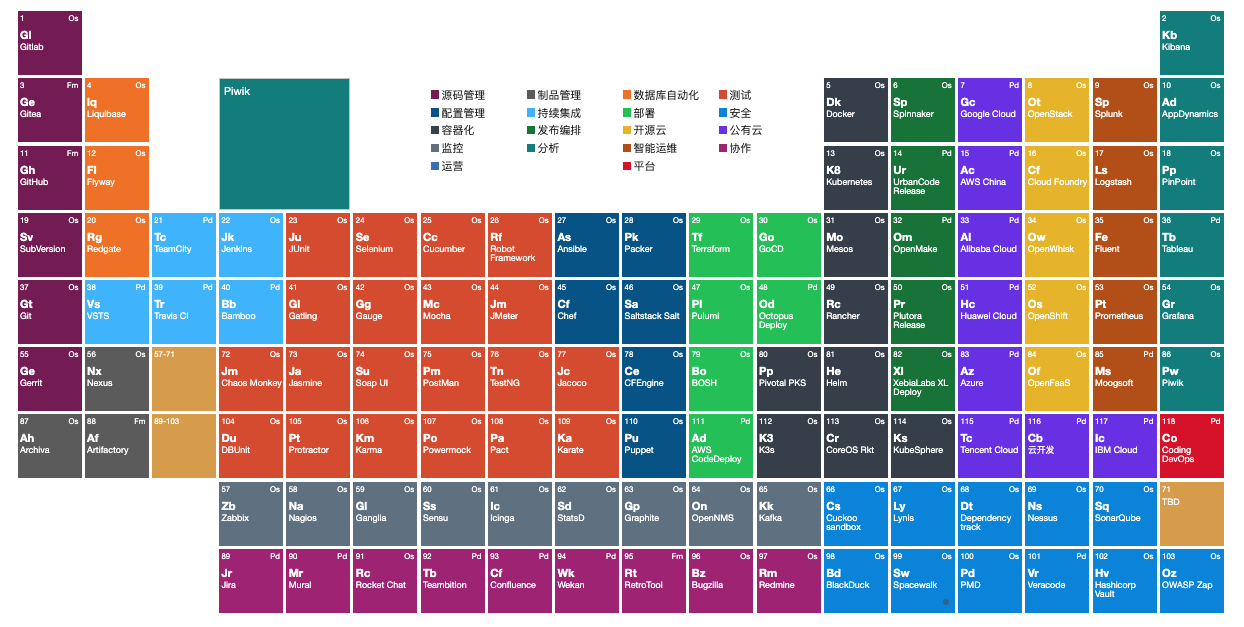 1 Os
Gl
Gitlab
2 Os
Kb
Kibana
3 Fm
Ge
Gitea
4 Os
Iq
Liquibase
Piwik
源码管理 制品管理 数据库自动化 测试
配置管理 持续集成 部署 安全
容器化 发布编排 开源云 公有云
监控 分析 智能运维 协作
运营 平台
5 Os
Dk
Docker
6 Os
Sp
Spinnaker
7 Pd
Gc
Google Cloud
8 Os
Ot
OpenStack
9 Os
Sp
Splunk
10 Os
Ad
AppDynamics
11 Fm
Gh
GitHub
12 Os
Fl
Flyway
13 Os
K8
Kubernetes
14 Pd
Ur
UrbanCode
Release
15 Pd
Ac
AWS China
16 Os
Cf
Cloud Foundry
17 Os
Ls
Logstash
18 Os
Pp
PinPoint
19 Os
Sv
SubVersion
20 Os
Rg
Redgate
21 Pd
Tc
TeamCity
22 Os
Jk
Jenkins
23 Os
Ju
JUnit
24 Os
Se
Selenium
25 Os
Cc
Cucumber
26 Os
Rf
Robot
Framework
27 Os
As
Ansible
28 Os
Pk
Packer
29 Os
Tf
Terraform
30 Os
Go
GoCD
31 Os
Mo
Mesos
32 Pd
Om
OpenMake
33 Pd
Al
Alibaba Cloud
34 Os
Ow
OpenWhisk
35 Os
Fe
Fluent
36 Pd
Tb
Tableau
37 Os
Gt
Git
38 Pd
Vs
VSTS
39 Pd
Tr
Travis CI
40 Pd
Bb
Bamboo
41 Os
Gl
Gatling
42 Os
Gg
Gauge
43 Os
Mc
Mocha
44 Os
Jm
JMeter
45 Os
Cf
Chef
46 Os
Sa
Saltstack Salt
47 Os
Pl
Pulumi
48 Pd
Od
Octopus
Deploy
49 Os
Rc
Rancher
50 Os
Pr
Plutora
Release
51 Pd
Hc
Huawei Cloud
52 Os
Os
OpenShift
53 Os
Pt
Prometheus
54 Os
Gr
Grafana
55 Os
Ge
Gerrit
56 Os
Nx
Nexus
57-71
72 Os
Jm
Chaos Monkey
73 Os
Ja
Jasmine
74 Os
Su
Soap UI
75 Os
Pm
PostMan
76 Os
Tn
TestNG
77 Os
Jc
Jacoco
78 Os
Ce
CFEngine
79 Os
Bo
BOSH
80 Os
Pp
Pivotal PKS
81 Os
He
Helm
82 Os
Xl
XebiaLabs XL
Deploy
83 Pd
Az
Azure
84 Os
Of
OpenFaaS
85 Pd
Ms
Moogsoft
86 Os
Pw
Piwik
87 Os
Ah
Archiva
88 Fm
Af
Artifactory
89-103
104 Os
Du
DBUnit
105 Os
Pt
Protractor
106 Os
Km
Karma
107 Os
Po
Powermock
108 Os
Pa
Pact
109 Os
Ka
Karate
110 Os
Pu
Puppet
111 Pd
Ad
AWS
CodeDeploy
112 Os
K3
K3s
113 Os
Cr
CoreOS Rkt
114 Os
Ks
KubeSphere
115 Pd
Tc
Tencent Cloud
116 Pd
Cb
云开发
117 Pd
Ic
IBM Cloud
118 Pd
Co
Coding
DevOps
57 Os
Zb
Zabbix
58 Os
Na
Nagios
59 Os
Gl
Ganglia
60 Os
Ss
Sensu
61 Os
Ic
Icinga
62 Os
Sd
StatsD
63 Os
Gp
Graphite
64 Os
On
OpenNMS
65 Os
Kk
Kafka
66 Os
Cs
Cuckoo
sandbox
67 Os
Ly
Lynis
68 Os
Dt
Dependency
track
69 Os
Ns
Nessus
70 Os
Sq
SonarQube
71
TBD
89 Pd
Jr
Jira
90 Pd
Mr
Mural
91 Os
Rc
Rocket Chat
92 Pd
Tb
Teambition
93 Pd
Cf
Confluence
94 Pd
Wk
Wekan
95 Fm
Rt
RetroTool
96 Os
Bz
Bugzilla
97 Os
Rm
Redmine
98 Os
Bd
BlackDuck
99 Os
Sw
Spacewalk
100 Os
Pd
PMD
101 Pd
Vr
Veracode
102 Os
Hv
Hashicorp
Vault
103 Os
Oz
OWASP Zap